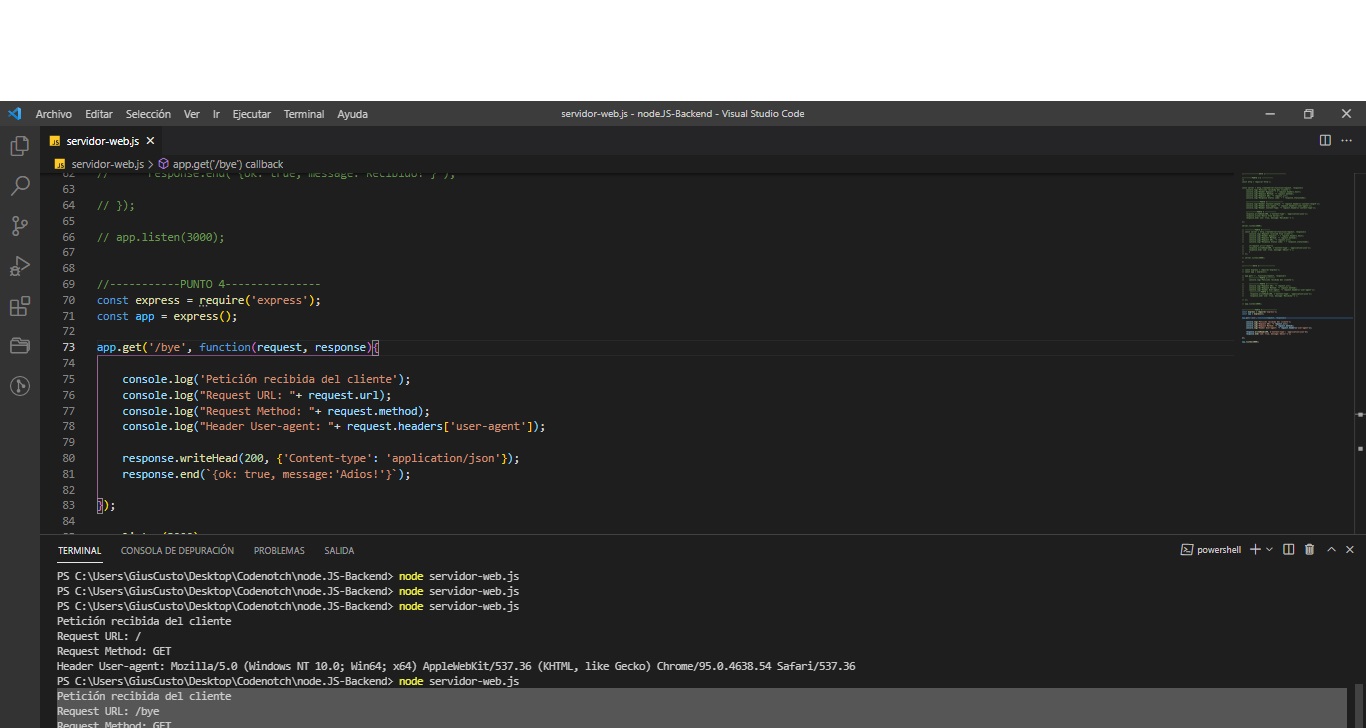 Archivo Editar Selección Ver Ir Ejecutar Terminal Ayuda
servidor-web.js - nodeJS-Backend - Visual Studio Code
JS servidor-web.js
JS servidor-web.js > app.get('/bye') callback
62 // response.end(`{ok: true, message:'Recibido!'}`);
63
64 // });
65
66 // app.listen(3000);
67
68
69 //-----------PUNTO 4---------------
70 const express = require('express');
71 const app = express();
72
73 app.get('/bye', function(request, response){
74
75 console.log('Petición recibida del cliente');
76 console.log("Request URL: "+ request.url);
77 console.log("Request Method: "+ request.method);
78 console.log("Header User-agent: "+ request.headers['user-agent']);
79
80 response.writeHead(200, {'Content-type': 'application/json'});
81 response.end(`{ok: true, message:'Adios!'}`);
82
83 });
84
TERMINAL CONSOLA DE DEPURACIÓN PROBLEMAS SALIDA
powershell
PS C:\Users\GiusCusto\Desktop\Codenotch\node.JS-Backend> node servidor-web.js
PS C:\Users\GiusCusto\Desktop\Codenotch\node.JS-Backend> node servidor-web.js
PS C:\Users\GiusCusto\Desktop\Codenotch\node.JS-Backend> node servidor-web.js
Petición recibida del cliente
Request URL: /
Request Method: GET
Header User-agent: Mozilla/5.0 (Windows NT 10.0; Win64; x64) AppleWebKit/537.36 (KHTML, like Gecko) Chrome/95.0.4638.54 Safari/537.36
PS C:\Users\GiusCusto\Desktop\Codenotch\node.JS-Backend> node servidor-web.js
Petición recibida del cliente
Request URL: /bye
Request Method: GET